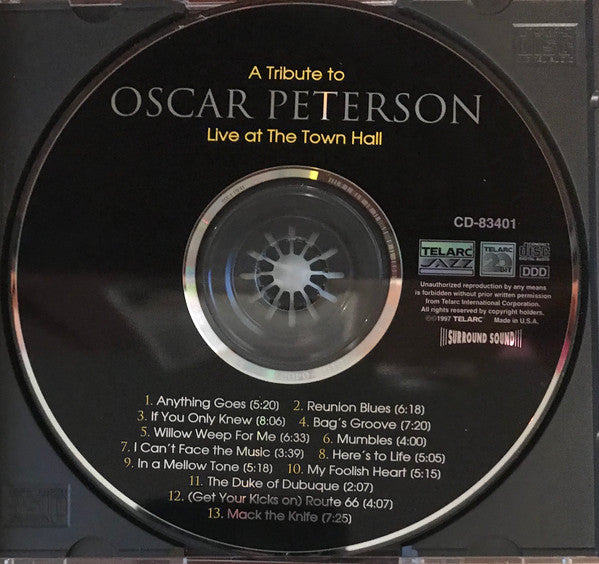 A Tribute to
OSCAR PETERSON
Live at The Town Hall
CD-83401
TELARC JAZZ
TELARC 20 BIT
COMPACT disc DIGITAL AUDIO
DDD
Unauthorized reproduction by any means
is forbidden without prior written permission
from Telarc International Corporation.
All rights reserved by copyright holders.
©℗1997 TELARC Made in U.S.A.
SURROUND SOUND
1. Anything Goes (5:20) 2. Reunion Blues (6:18)
3. If You Only Knew (8:06) 4. Bag's Groove (7:20)
5. Willow Weep For Me (6:33) 6. Mumbles (4:00)
7. I Can't Face the Music (3:39) 8. Here's to Life (5:05)
9. In a Mellow Tone (5:18) 10. My Foolish Heart (5:15)
11. The Duke of Dubuque (2:07)
12. (Get Your Kicks on) Route 66 (4:07)
13. Mack the Knife (7:25)